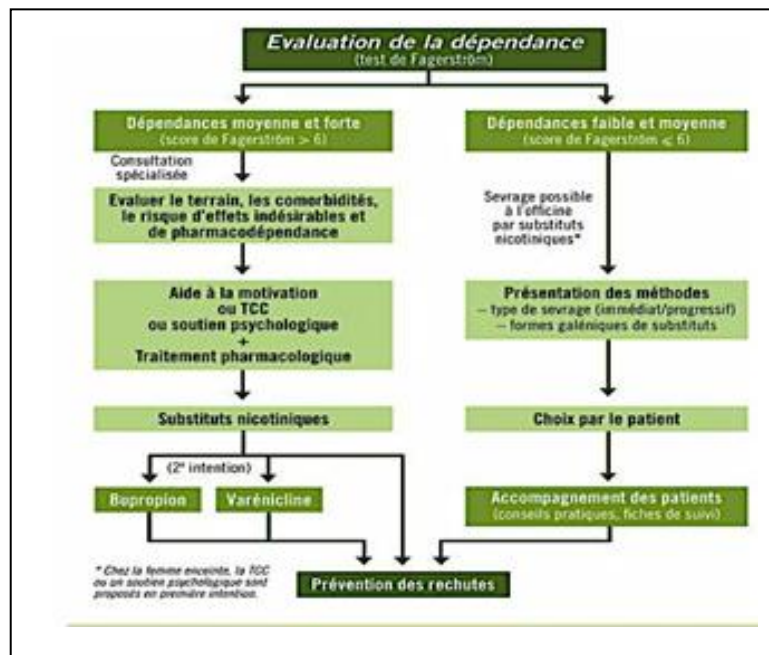 Evaluation de la dépendance
(test de Fagerström)
Dépendances moyenne et forte
(score de Fagerström > 6)
Consultation
spécialisée
Evaluer le terrain, les comorbidités,
le risque d'effets indésirables et
de pharmacodépendance
Aide à la motivation
ou TCC
ou soutien psychologique
+
Traitement pharmacologique
Substituts nicotiniques
(2e intention)
Bupropion
Varénicline
Dépendances faible et moyenne
(score de Fagerström ⩽ 6)
Sevrage possible
à l'officine
par substituts
nicotiniques*
Présentation des méthodes
– type de sevrage (immédiat/progressif)
– formes galéniques de substituts
Choix par le patient
Accompagnement des patients
(conseils pratiques, fiches de suivi)
Prévention des rechutes
* Chez la femme enceinte, la TCC
ou un soutien psychologique sont
proposés en première intention.